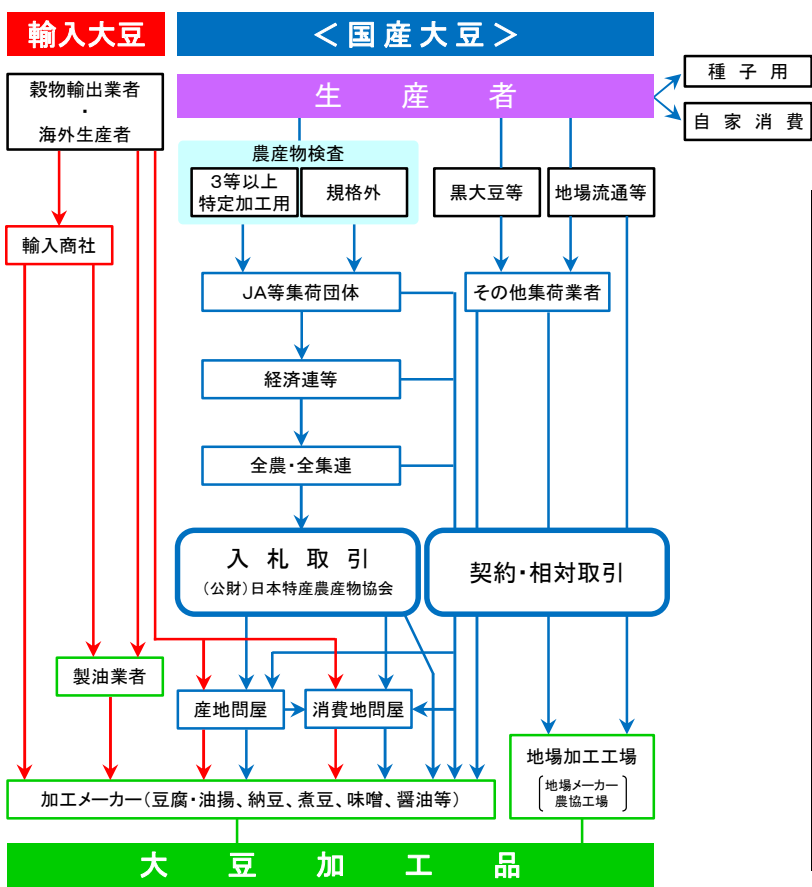 輸入大豆
＜国産大豆＞
穀物輸出業者
・
海外生産者
生産者
種子用
自家消費
農産物検査
3等以上
特定加工用
規格外
黒大豆等
地場流通等
輸入商社
JA等集荷団体
その他集荷業者
経済連等
全農・全集連
入札取引
(公財)日本特産農産物協会
契約・相対取引
製油業者
産地問屋
消費地問屋
地場加工工場
地場メーカー
農協工場
加工メーカー(豆腐・油揚、納豆、煮豆、味噌、醤油等)
大豆加工品